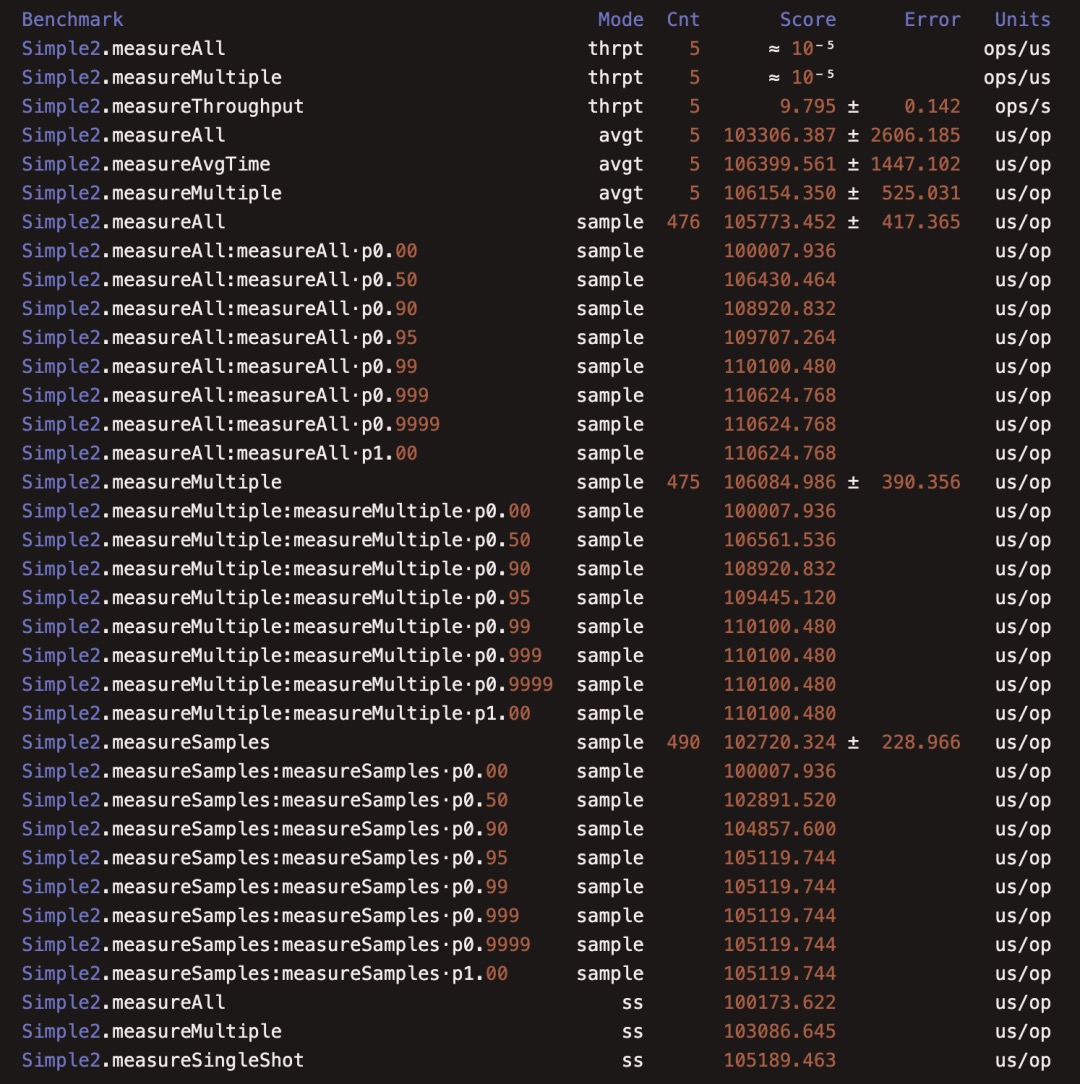 Benchmark Mode Cnt Score Error Units
Simple2.measureAll thrpt 5 ≈ 10⁻⁵ ops/us
Simple2.measureMultiple thrpt 5 ≈ 10⁻⁵ ops/us
Simple2.measureThroughput thrpt 5 9.795 ± 0.142 ops/s
Simple2.measureAll avgt 5 103306.387 ± 2606.185 us/op
Simple2.measureAvgTime avgt 5 106399.561 ± 1447.102 us/op
Simple2.measureMultiple avgt 5 106154.350 ± 525.031 us/op
Simple2.measureAll sample 476 105773.452 ± 417.365 us/op
Simple2.measureAll:measureAll·p0.00 sample 100007.936 us/op
Simple2.measureAll:measureAll·p0.50 sample 106430.464 us/op
Simple2.measureAll:measureAll·p0.90 sample 108920.832 us/op
Simple2.measureAll:measureAll·p0.95 sample 109707.264 us/op
Simple2.measureAll:measureAll·p0.99 sample 110100.480 us/op
Simple2.measureAll:measureAll·p0.999 sample 110624.768 us/op
Simple2.measureAll:measureAll·p0.9999 sample 110624.768 us/op
Simple2.measureAll:measureAll·p1.00 sample 110624.768 us/op
Simple2.measureMultiple sample 475 106084.986 ± 390.356 us/op
Simple2.measureMultiple:measureMultiple·p0.00 sample 100007.936 us/op
Simple2.measureMultiple:measureMultiple·p0.50 sample 106561.536 us/op
Simple2.measureMultiple:measureMultiple·p0.90 sample 108920.832 us/op
Simple2.measureMultiple:measureMultiple·p0.95 sample 109445.120 us/op
Simple2.measureMultiple:measureMultiple·p0.99 sample 110100.480 us/op
Simple2.measureMultiple:measureMultiple·p0.999 sample 110100.480 us/op
Simple2.measureMultiple:measureMultiple·p0.9999 sample 110100.480 us/op
Simple2.measureMultiple:measureMultiple·p1.00 sample 110100.480 us/op
Simple2.measureSamples sample 490 102720.324 ± 228.966 us/op
Simple2.measureSamples:measureSamples·p0.00 sample 100007.936 us/op
Simple2.measureSamples:measureSamples·p0.50 sample 102891.520 us/op
Simple2.measureSamples:measureSamples·p0.90 sample 104857.600 us/op
Simple2.measureSamples:measureSamples·p0.95 sample 105119.744 us/op
Simple2.measureSamples:measureSamples·p0.99 sample 105119.744 us/op
Simple2.measureSamples:measureSamples·p0.999 sample 105119.744 us/op
Simple2.measureSamples:measureSamples·p0.9999 sample 105119.744 us/op
Simple2.measureSamples:measureSamples·p1.00 sample 105119.744 us/op
Simple2.measureAll ss 100173.622 us/op
Simple2.measureMultiple ss 103086.645 us/op
Simple2.measureSingleShot ss 105189.463 us/op